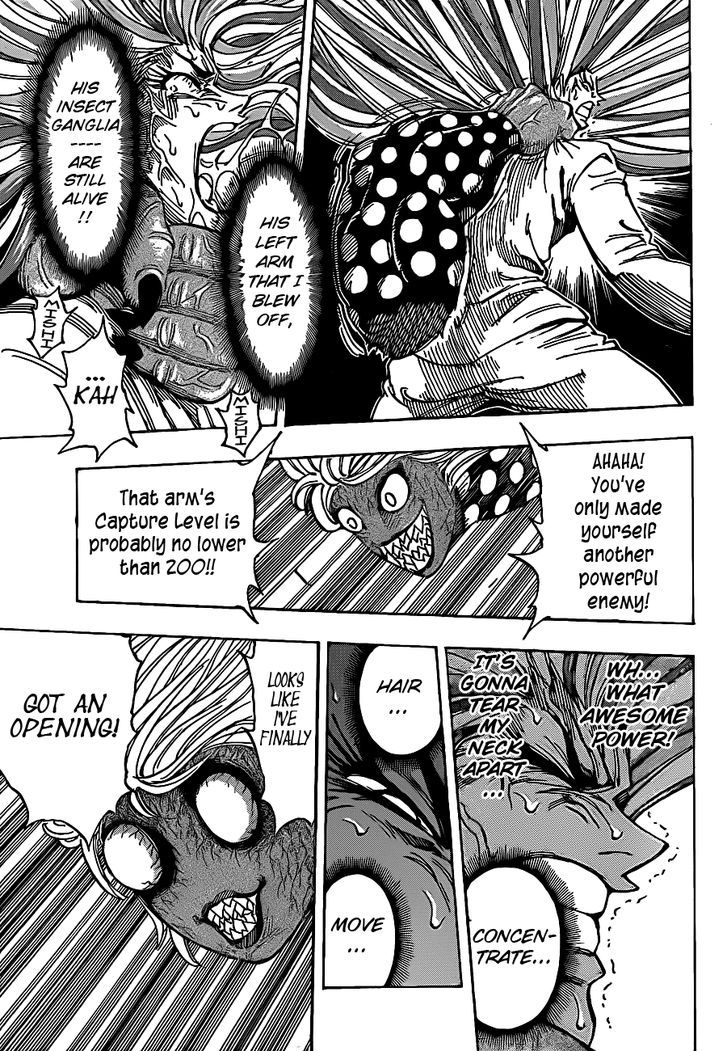 HIS
LEFT
ARM
THAT I
BLEW
OFF,
HIS
INSECT
GANGLIA
----
ARE
STILL
ALIVE
!!
MISHI
MISHI
...
KAH
AHAHA!
You've
only made
yourself
another
powerful
enemy!
That arm's
Capture Level is
probably no lower
than 200!!
WH...
WHAT
AWESOME
POWER!
IT'S
GONNA
TEAR
MY
NECK
APART
...
CONCEN-
TRATE...
HAIR
...
MOVE
...
LOOKS
LIKE
I'VE
FINALLY
GOT AN
OPENING!